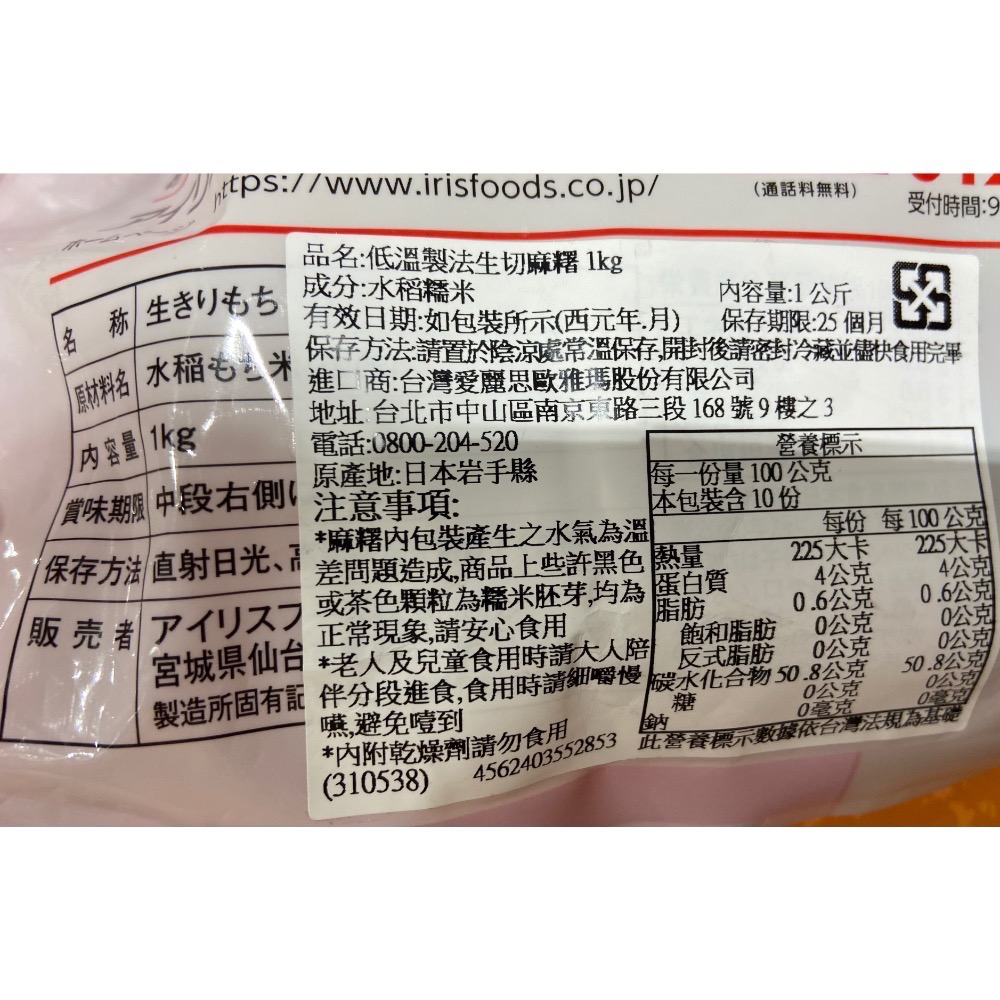 https://www.irisfoods.co.jp/
(通話料無料)
受付時間:9
名称 生きりもち
原材料名 水稲もち米
内容量 1kg
賞味期限 中段右側
保存方法 直射日光、高
販売者 アイリスフ
宮城県仙台
製造所固有記
品名:低溫製法生切麻糬 1kg
成分:水稻糯米
內容量:1公斤
有效日期:如包裝所示(西元年.月)
保存期限:25個月
保存方法:請置於陰涼處常溫保存,開封後請密封冷藏並儘快食用完畢
進口商:台灣愛麗思歐雅瑪股份有限公司
地址:台北市中山區南京東路三段168號9樓之3
電話:0800-204-520
原產地:日本岩手縣
注意事項:
*麻糬內包裝產生之水氣為溫
差問題造成,商品上些許黑色
或茶色顆粒為糯米胚芽,均為
正常現象,請安心食用
*老人及兒童食用時請大人陪
伴分段進食,食用時請細嚼慢
嚥,避免噎到
*內附乾燥劑請勿食用
(310538) 4562403552853
營養標示
每一份量 100公克
本包裝含 10份
每份 每100公克
熱量 225大卡 225大卡
蛋白質 4公克 4公克
脂肪 0.6公克 0.6公克
飽和脂肪 0公克 0公克
反式脂肪 0公克 0公克
碳水化合物 50.8公克 50.8公克
糖 0公克 0公克
鈉 0毫克 0毫克
此營養標示數據依台灣法規為基礎